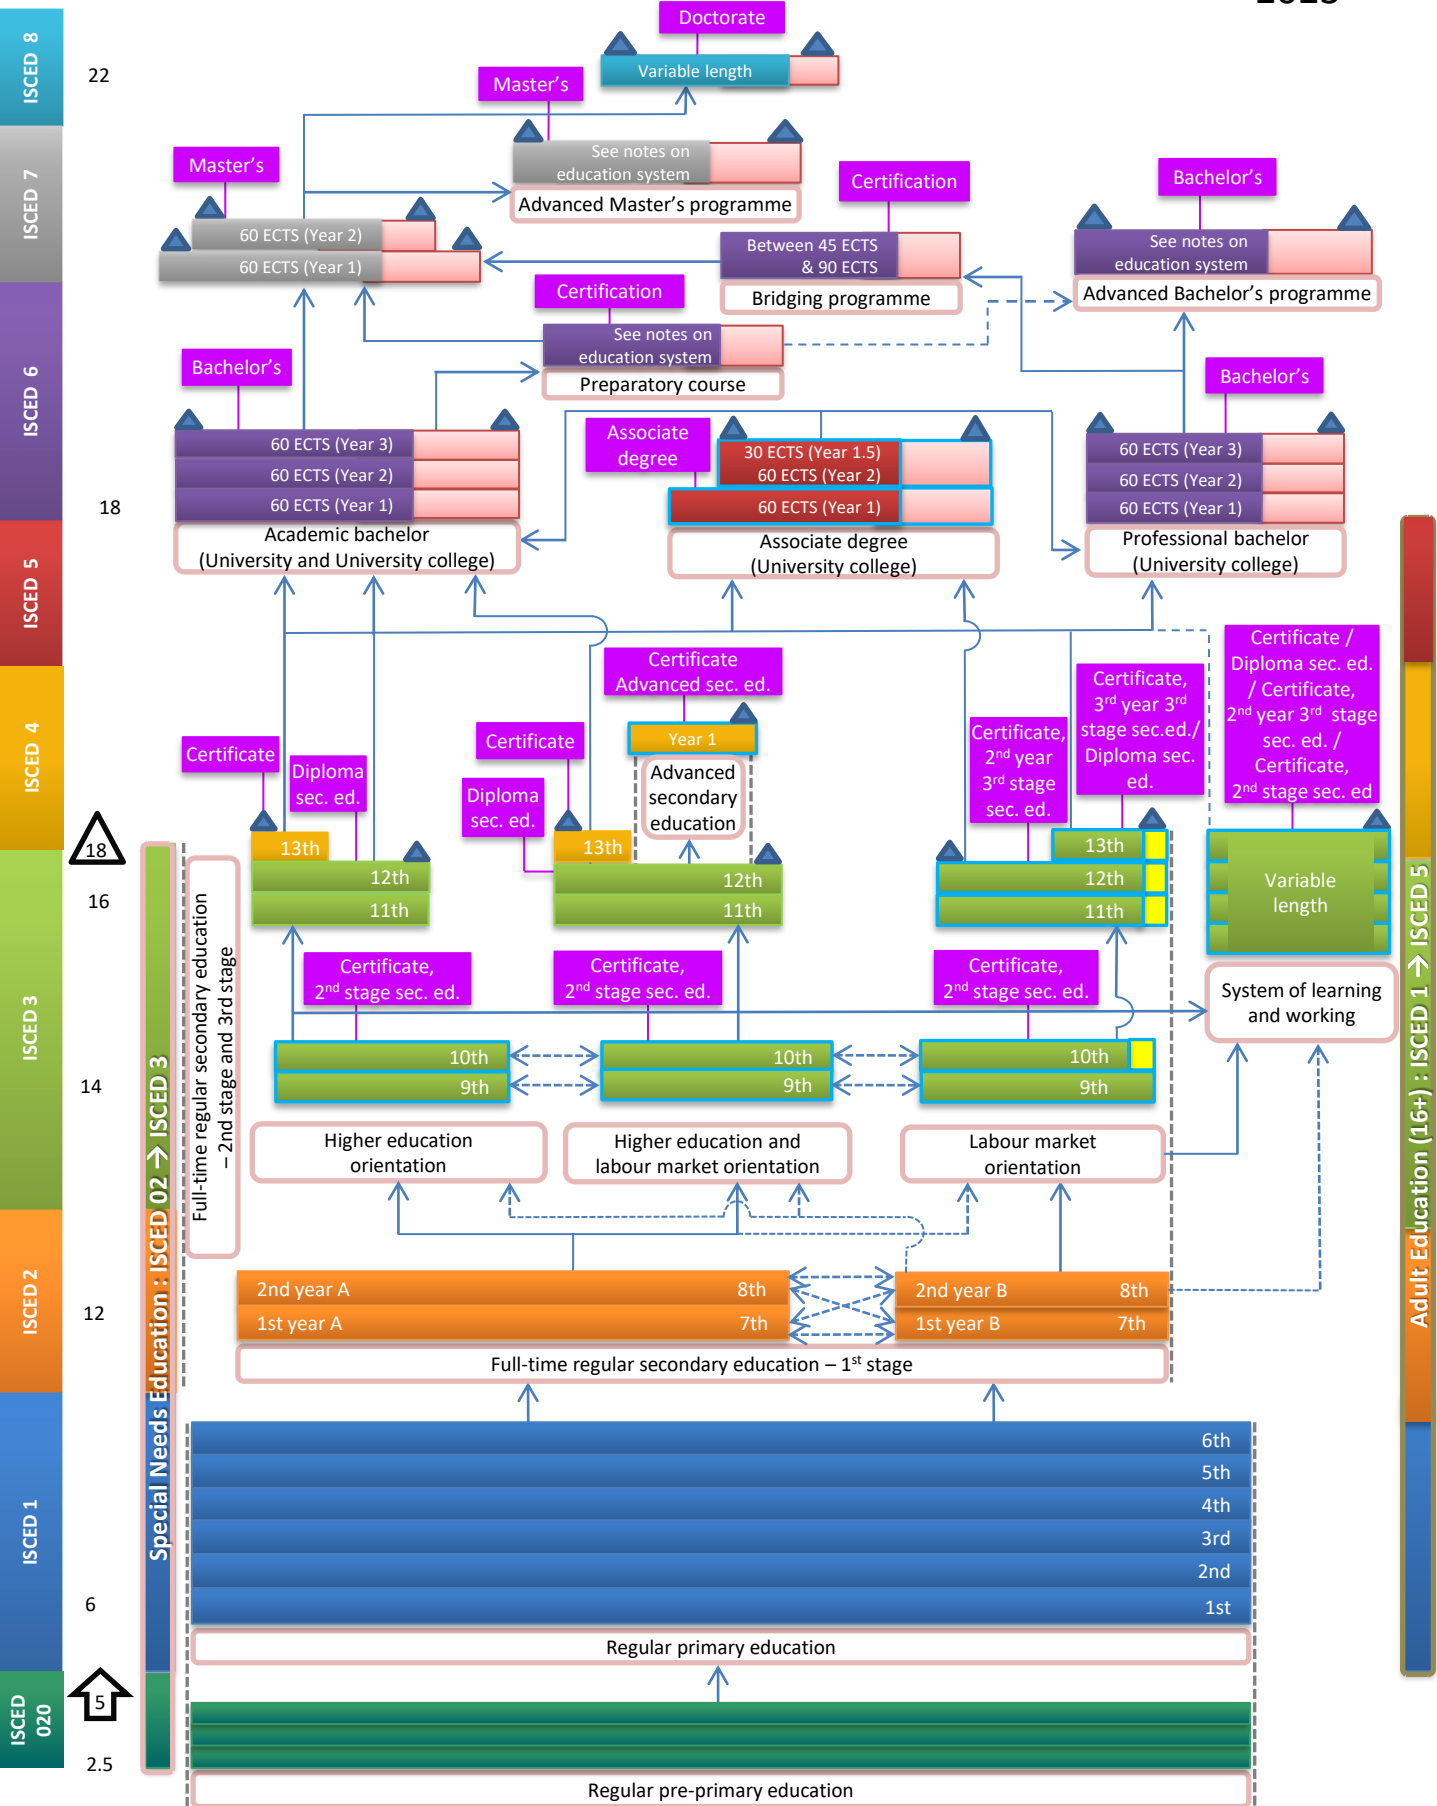 Doctorate
ISCED 8
22
Variable length
Master's
See notes on
education system
Advanced Master's programme
Master's
Certification
Bachelor's
ISCED 7
60 ECTS (Year 2)
60 ECTS (Year 1)
Between 45 ECTS
& 90 ECTS
Bridging programme
See notes on
education system
Advanced Bachelor's programme
Certification
See notes on
education system
Preparatory course
ISCED 6
Bachelor's
Bachelor's
Associate
degree
60 ECTS (Year 3)
60 ECTS (Year 2)
60 ECTS (Year 1)
30 ECTS (Year 1.5)
60 ECTS (Year 2)
60 ECTS (Year 1)
60 ECTS (Year 3)
60 ECTS (Year 2)
60 ECTS (Year 1)
18
Academic bachelor
(University and University college)
Associate degree
(University college)
Professional bachelor
(University college)
ISCED 5
Certificate
Advanced sec. ed.
Certificate /
Diploma sec. ed.
/ Certificate,
2nd year 3rd stage
sec. ed. /
Certificate,
2nd stage sec. ed
Certificate,
3rd year 3rd
stage sec.ed./
Diploma sec.
ed.
Certificate,
2nd year
3rd stage
sec. ed.
ISCED 4
Certificate
Diploma
sec. ed.
Certificate
Diploma
sec. ed.
Year 1
Advanced
secondary
education
18
13th
12th
11th
13th
12th
11th
13th
12th
11th
Variable
length
16
Certificate,
2nd stage sec. ed.
Certificate,
2nd stage sec. ed.
Certificate,
2nd stage sec. ed.
System of learning
and working
ISCED 3
14
10th
9th
10th
9th
10th
9th
Higher education
orientation
Higher education and
labour market orientation
Labour market
orientation
Full-time regular secondary education
– 2nd stage and 3rd stage
Special Needs Education : ISCED 02 → ISCED 3
Adult Education (16+) : ISCED 1 → ISCED 5
ISCED 2
12
2nd year A 8th
1st year A 7th
2nd year B 8th
1st year B 7th
Full-time regular secondary education – 1st stage
ISCED 1
6th
5th
4th
3rd
2nd
1st
6
Regular primary education
ISCED
020
5
2.5
Regular pre-primary education